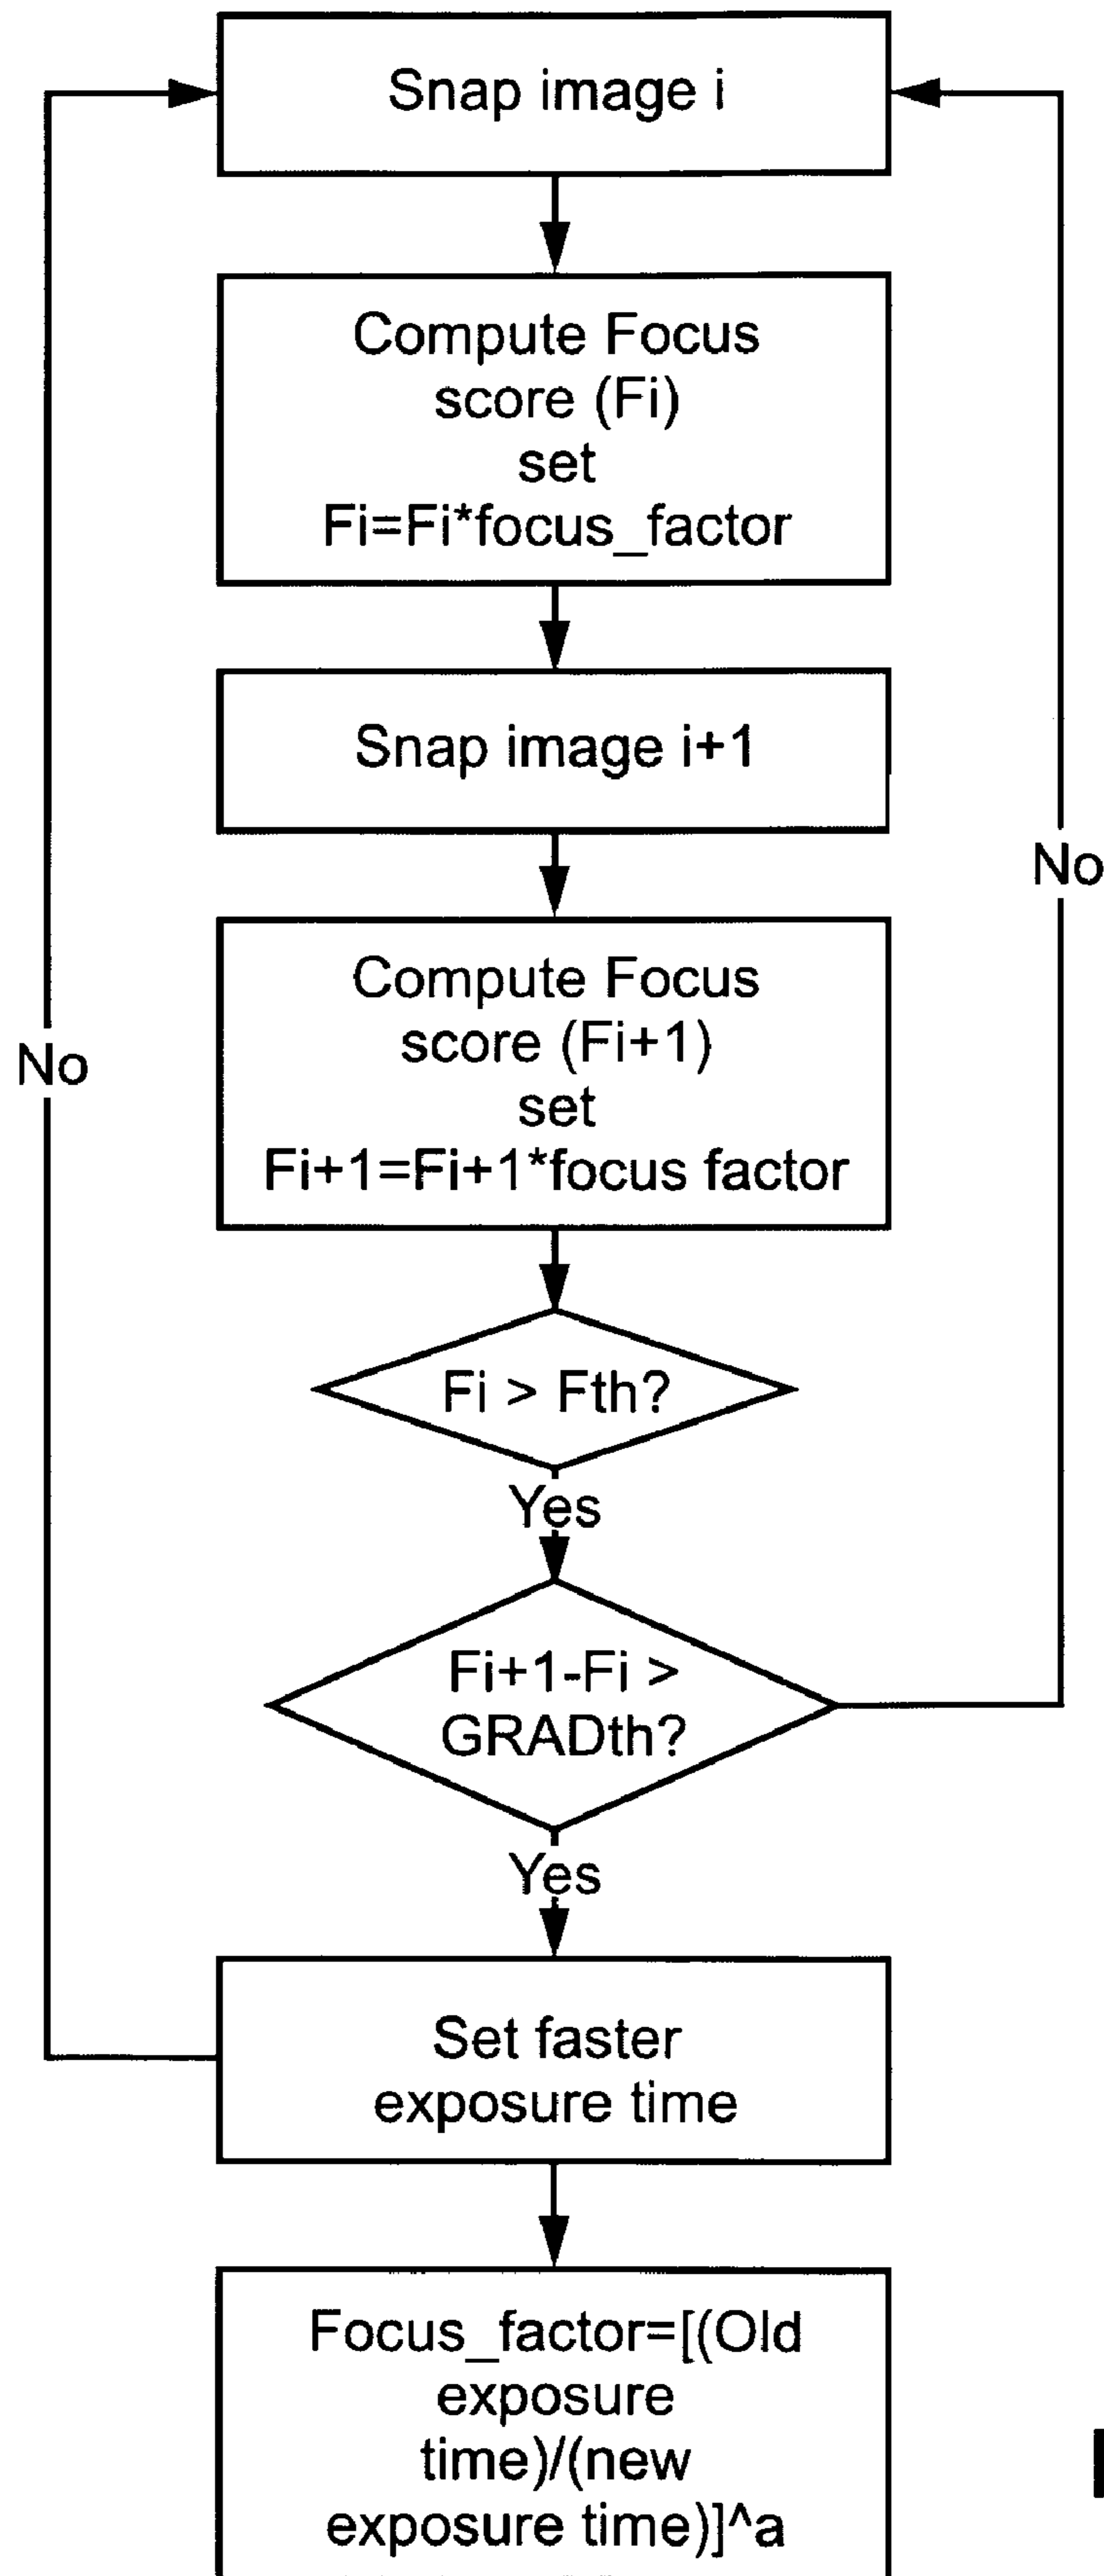 Snap image i
Compute Focus
score (Fi)
set
Fi=Fi*focus_factor
Snap image i+1
No
Compute Focus
score (Fi+1)
set
Fi+1=Fi+1*focus factor
No
Fi > Fth?
Yes
Fi+1-Fi >
GRADth?
Yes
Set faster
exposure time
Focus_factor=[(Old
exposure
time)/(new
exposure time)]^a